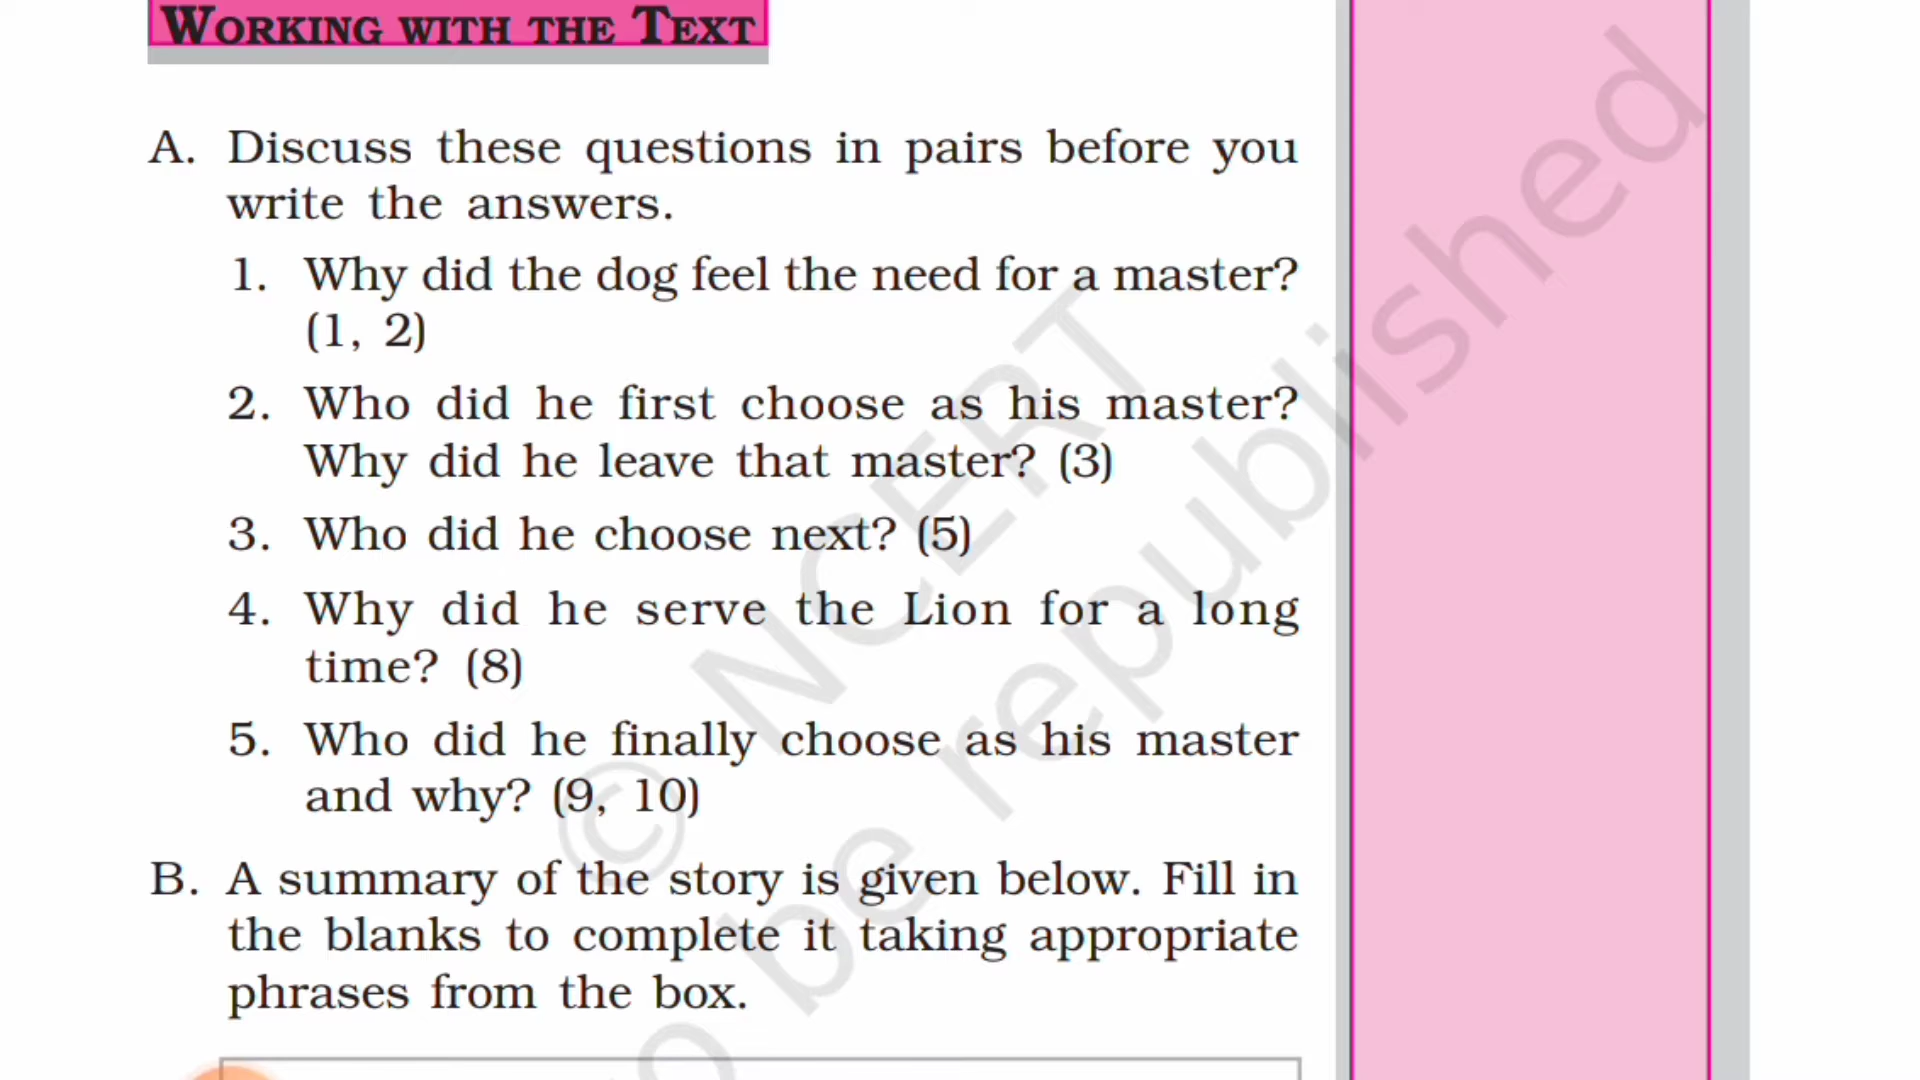 WORKING WITH THE TEXT
A. Discuss these questions in pairs before you
write the answers.
1. Why did the dog feel the need for a master?
(1, 2)
2. Who did he first choose as his master?
Why did he leave that master? (3)
3. Who did he choose next? (5)
4. Why did he serve the Lion for a long
time? (8)
5. Who did he finally choose as his master
and why? (9, 10)
B. A summary of the story is given below. Fill in
the blanks to complete it taking appropriate
phrases from the box.
© NCERT
be republished